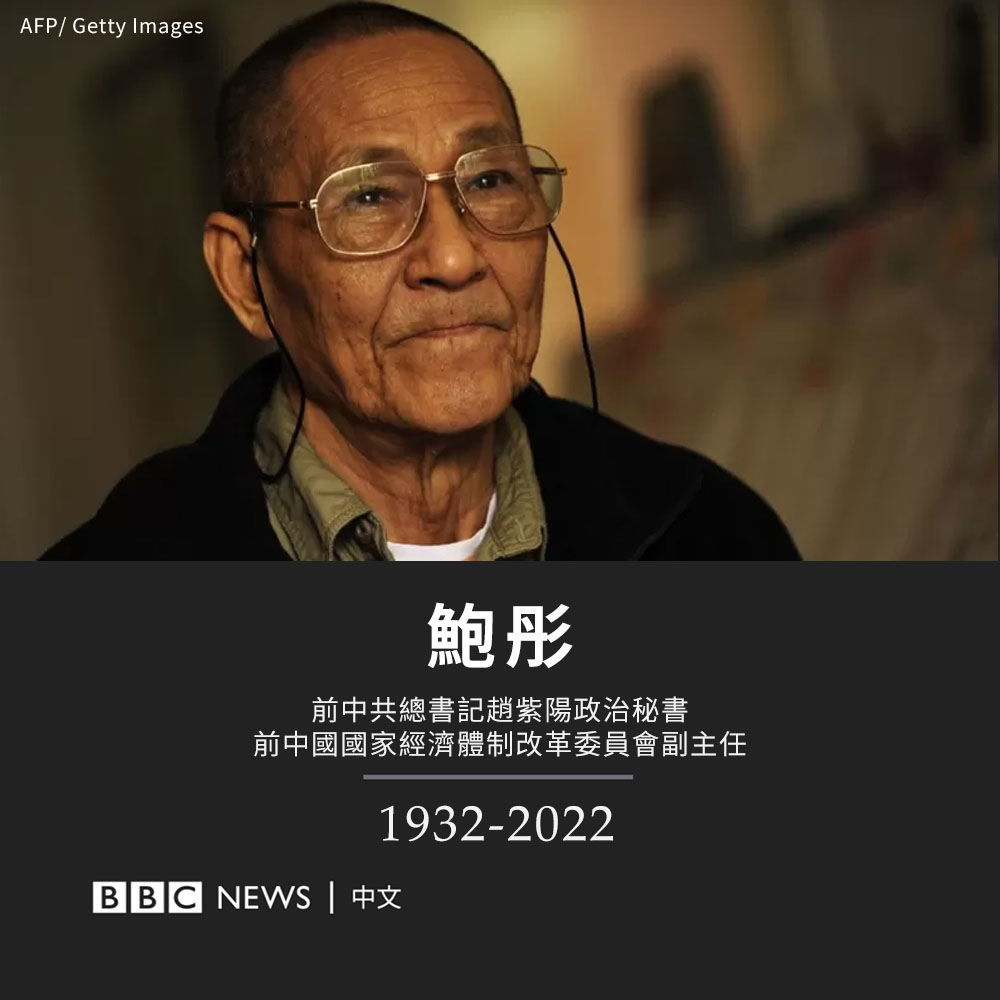 AFP/ Getty Images
鮑彤
前中共總書記趙紫陽政治秘書
前中國國家經濟體制改革委員會副主任
1932-2022
BBC NEWS | 中文